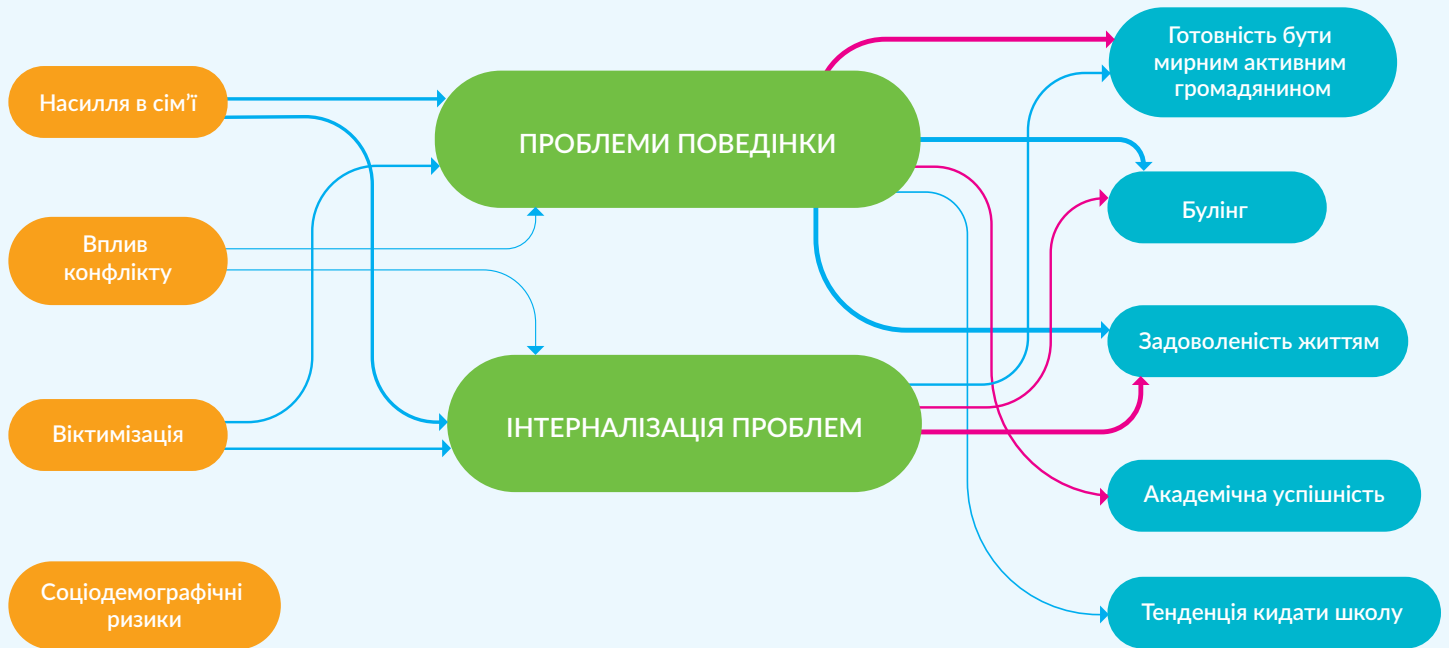 Насилля в сім’ї
Вплив
конфлікту
Віктимізація
Соціодемографічні
ризики
ПРОБЛЕМИ ПОВЕДІНКИ
ІНТЕРНАЛІЗАЦІЯ ПРОБЛЕМ
Готовність бути
мирним активним
громадянином
Булінг
Задоволеність життям
Академічна успішність
Тенденція кидати школу